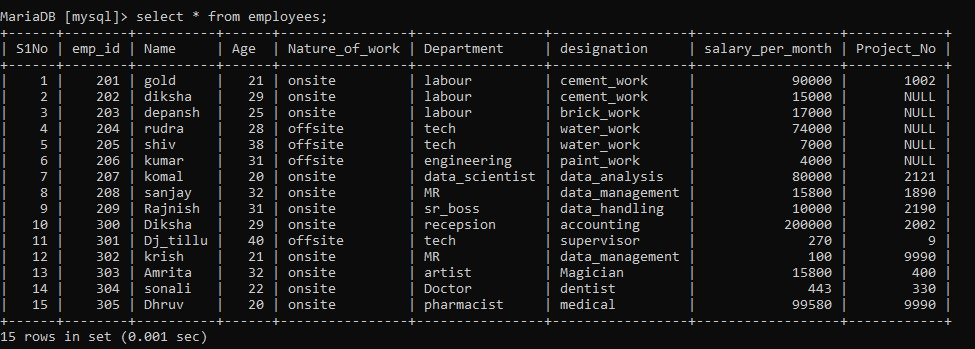 MariaDB [mysql]> select * from employees;
+------+--------+----------+------+----------------+----------------+-----------------+------------------+------------+
| S1No | emp_id | Name     | Age  | Nature_of_work | Department     | designation     | salary_per_month | Project_No |
+------+--------+----------+------+----------------+----------------+-----------------+------------------+------------+
|    1 |    201 | gold     |   21 | onsite         | labour         | cement_work     |            90000 |       1002 |
|    2 |    202 | diksha   |   29 | onsite         | labour         | cement_work     |            15000 |       NULL |
|    3 |    203 | depansh  |   25 | onsite         | labour         | brick_work      |            17000 |       NULL |
|    4 |    204 | rudra    |   28 | offsite        | tech           | water_work      |            74000 |       NULL |
|    5 |    205 | shiv     |   38 | offsite        | tech           | water_work      |             7000 |       NULL |
|    6 |    206 | kumar    |   31 | offsite        | engineering    | paint_work      |             4000 |       NULL |
|    7 |    207 | komal    |   20 | onsite         | data_scientist | data_analysis   |            80000 |       2121 |
|    8 |    208 | sanjay   |   32 | onsite         | MR             | data_management |            15800 |       1890 |
|    9 |    209 | Rajnish  |   31 | onsite         | sr_boss        | data_handling   |            10000 |       2190 |
|   10 |    300 | Diksha   |   29 | onsite         | recepsion      | accounting      |           200000 |       2002 |
|   11 |    301 | Dj_tillu |   40 | offsite        | tech           | supervisor      |              270 |          9 |
|   12 |    302 | krish    |   21 | onsite         | MR             | data_management |              100 |       9990 |
|   13 |    303 | Amrita   |   32 | onsite         | artist         | Magician        |            15800 |        400 |
|   14 |    304 | sonali   |   22 | onsite         | Doctor         | dentist         |              443 |        330 |
|   15 |    305 | Dhruv    |   20 | onsite         | pharmacist     | medical         |            99580 |       9990 |
+------+--------+----------+------+----------------+----------------+-----------------+------------------+------------+
15 rows in set (0.001 sec)